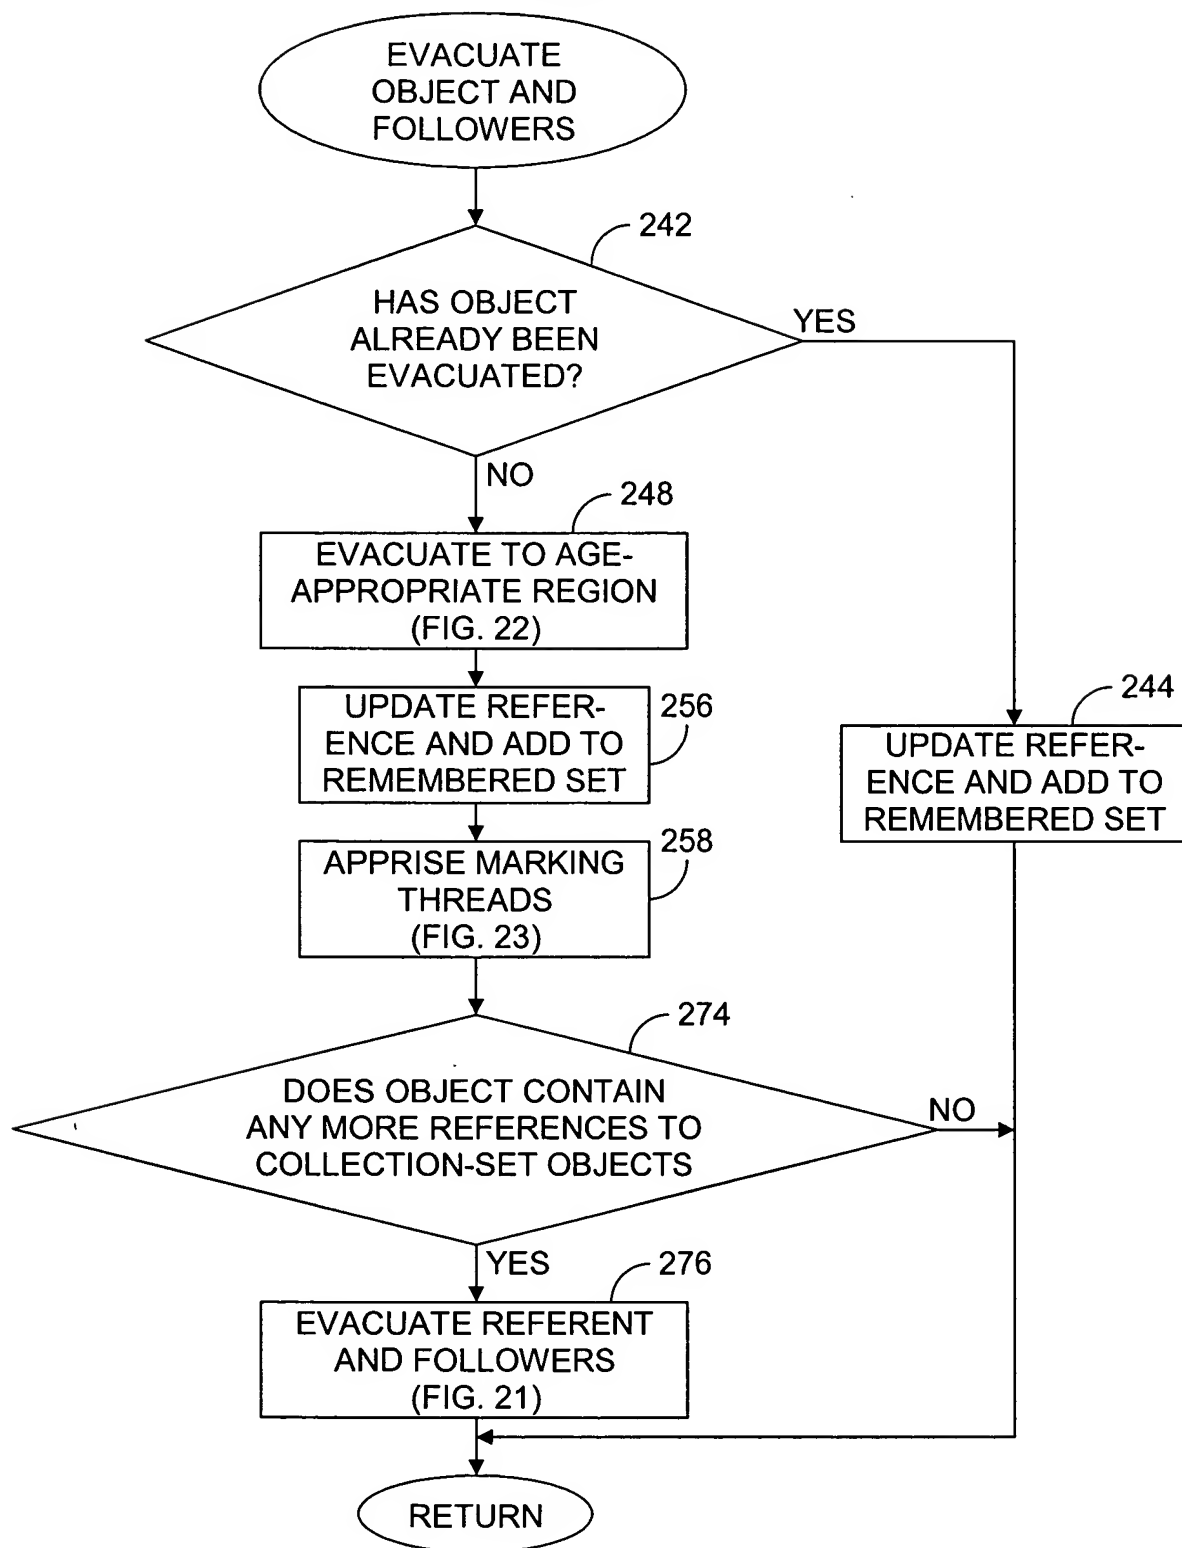 EVACUATE
OBJECT AND
FOLLOWERS
242
HAS OBJECT
ALREADY BEEN
EVACUATED?
YES
NO
248
EVACUATE TO AGE-
APPROPRIATE REGION
(FIG. 22)
256
UPDATE REFER-
ENCE AND ADD TO
REMEMBERED SET
244
UPDATE REFER-
ENCE AND ADD TO
REMEMBERED SET
258
APPRISE MARKING
THREADS
(FIG. 23)
274
DOES OBJECT CONTAIN
ANY MORE REFERENCES TO
COLLECTION-SET OBJECTS
NO
YES
276
EVACUATE REFERENT
AND FOLLOWERS
(FIG. 21)
RETURN